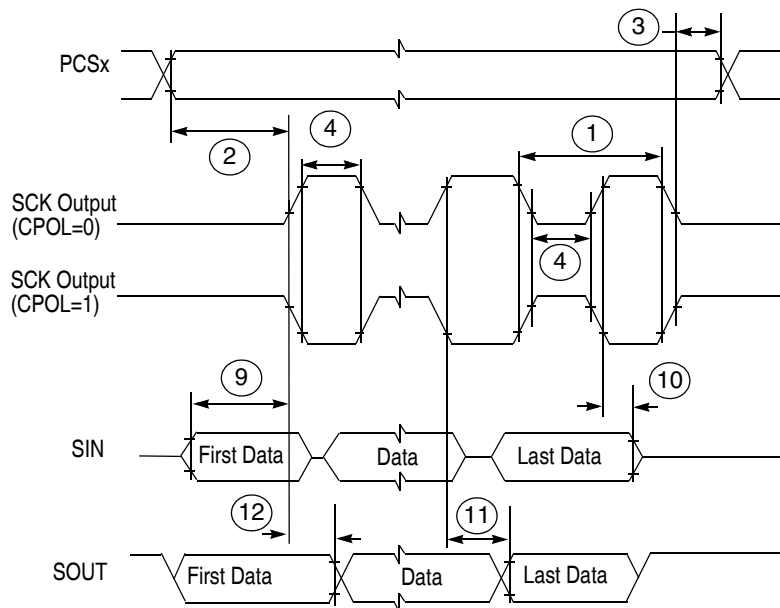 3
PCSx
2
4
1
SCK Output
(CPOL=0)
4
SCK Output
(CPOL=1)
9
10
SIN
First Data
Data
Last Data
12
11
SOUT
First Data
Data
Last Data